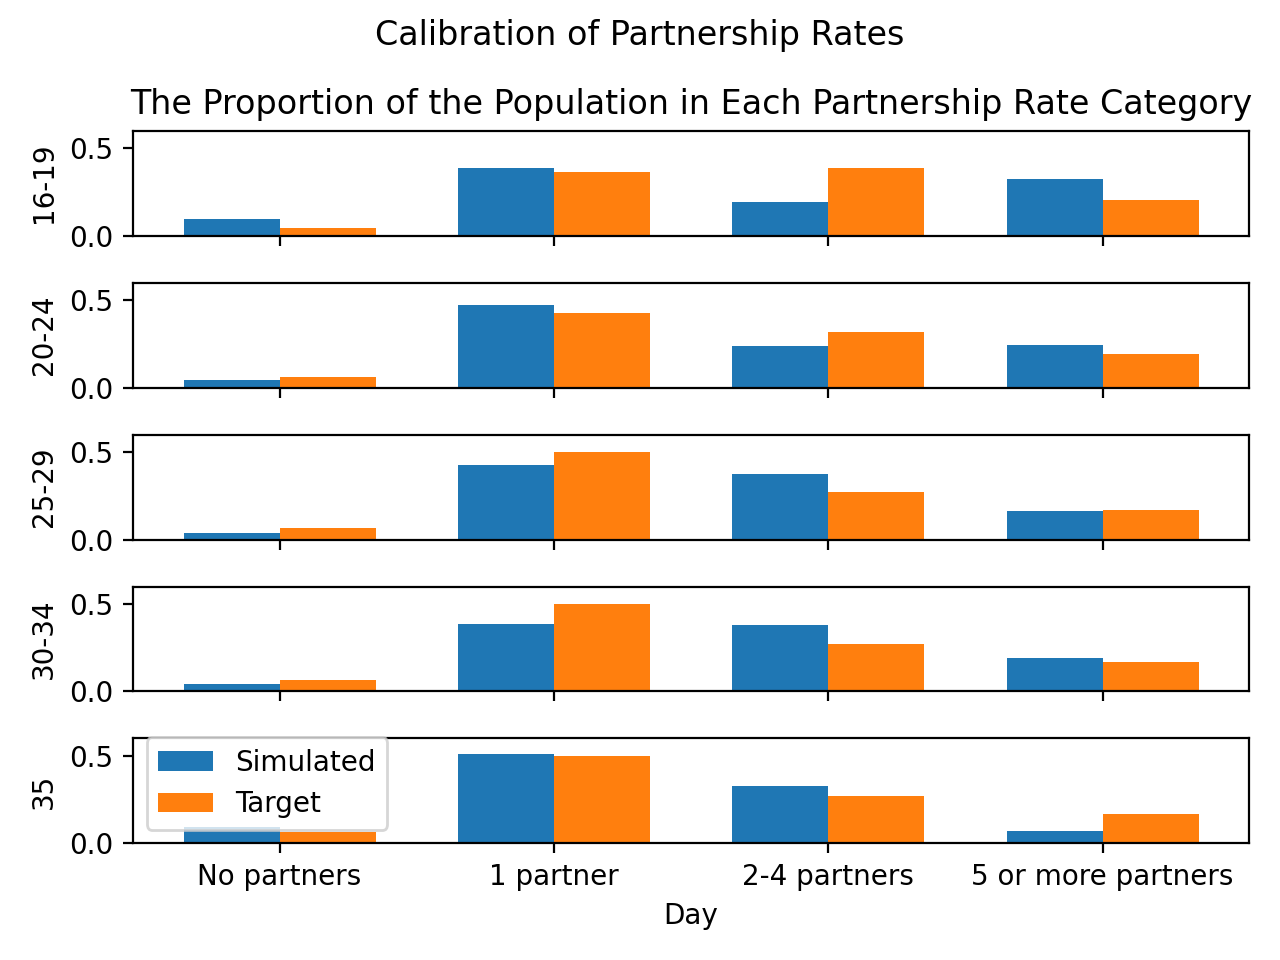 Calibration of Partnership Rates
The Proportion of the Population in Each Partnership Rate Category
16-19
0.5
0.0
20-24
0.5
0.0
25-29
0.5
0.0
30-34
0.5
0.0
35
0.5
0.0
Simulated
Target
No partners
1 partner
2-4 partners
5 or more partners
Day